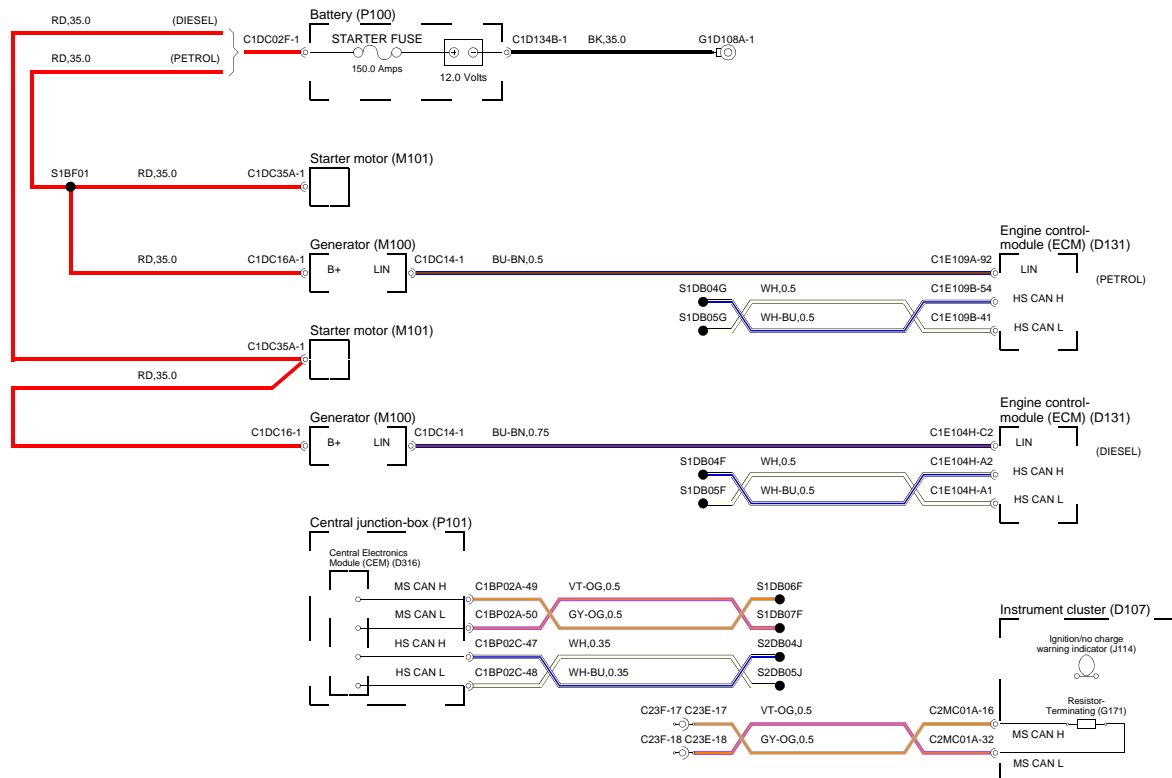 Battery (P100)
RD,35.0 (DIESEL)
C1DC02F-1
STARTER FUSE
C1D134B-1
BK,35.0
G1D108A-1
RD,35.0 (PETROL)
150.0 Amps
12.0 Volts
Starter motor (M101)
S1BF01
RD,35.0
C1DC35A-1
Generator (M100)
Engine control-
module (ECM) (D131)
RD,35.0
C1DC16A-1
B+
LIN
C1DC14-1
BU-BN,0.5
C1E109A-92
LIN
(PETROL)
S1DB04G
WH,0.5
C1E109B-54
HS CAN H
S1DB05G
WH-BU,0.5
C1E109B-41
HS CAN L
Starter motor (M101)
C1DC35A-1
RD,35.0
Generator (M100)
Engine control-
module (ECM) (D131)
C1DC16-1
B+
LIN
C1DC14-1
BU-BN,0.75
C1E104H-C2
LIN
(DIESEL)
S1DB04F
WH,0.5
C1E104H-A2
HS CAN H
S1DB05F
WH-BU,0.5
C1E104H-A1
HS CAN L
Central junction-box (P101)
Central Electronics
Module (CEM) (D316)
MS CAN H
C1BP02A-49
VT-OG,0.5
S1DB06F
MS CAN L
C1BP02A-50
GY-OG,0.5
S1DB07F
HS CAN H
C1BP02C-47
WH,0.35
S2DB04J
HS CAN L
C1BP02C-48
WH-BU,0.35
S2DB05J
Instrument cluster (D107)
Ignition/no charge
warning indicator (J114)
Resistor-
Terminating (G171)
C23F-17 C23E-17
VT-OG,0.5
C2MC01A-16
MS CAN H
C23F-18 C23E-18
GY-OG,0.5
C2MC01A-32
MS CAN L